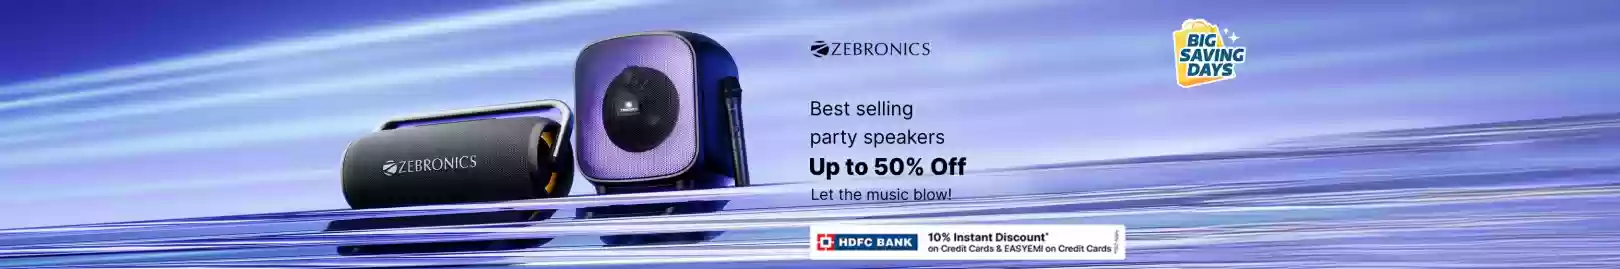 ZEBRONICS
ZEBRONICS
BIG
SAVING
DAYS
Best selling
party speakers
Up to 50% Off
Let the music blow!
HDFC BANK
10% Instant Discount*
on Credit Cards & EASYEMI on Credit Cards